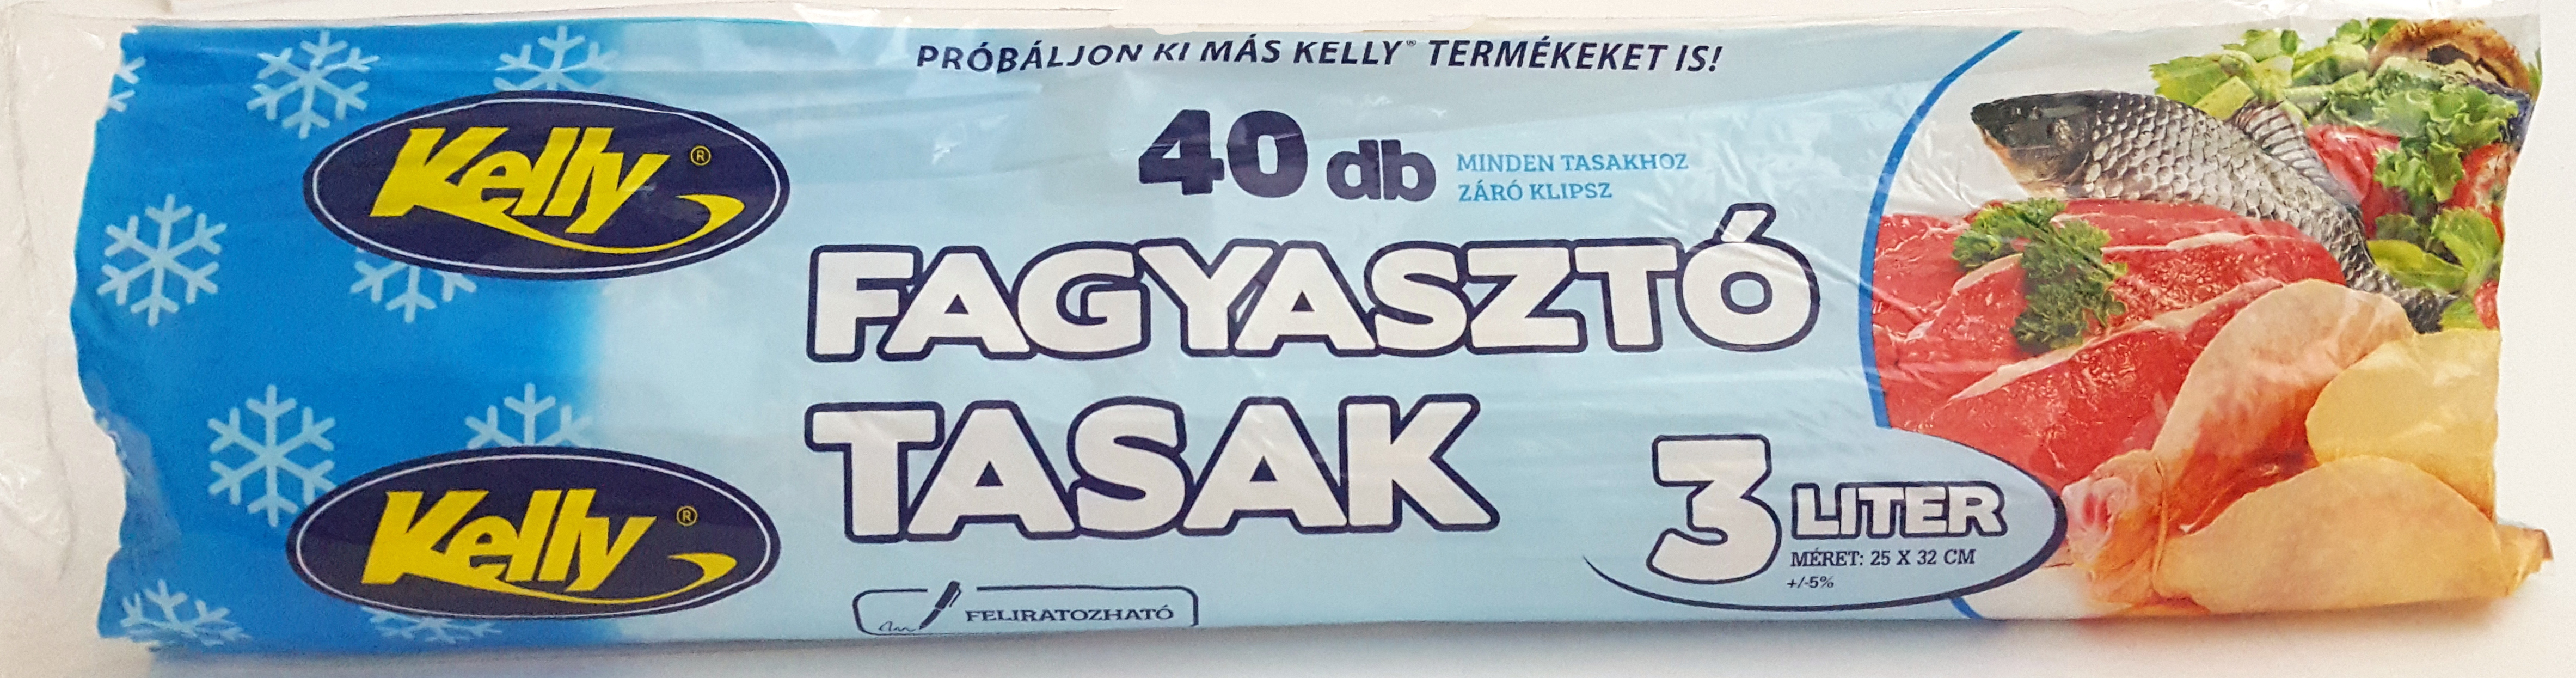 PRÓBÁLJON KI MÁS KELLY® TERMÉKEKET IS!
Kelly®
40 db
MINDEN TASAKHOZ
ZÁRÓ KLIPSZ
FAGYASZTÓ
TASAK
Kelly®
3 LITER
MÉRET: 25 X 32 CM
+/-5%
FELIRATOZHATÓ